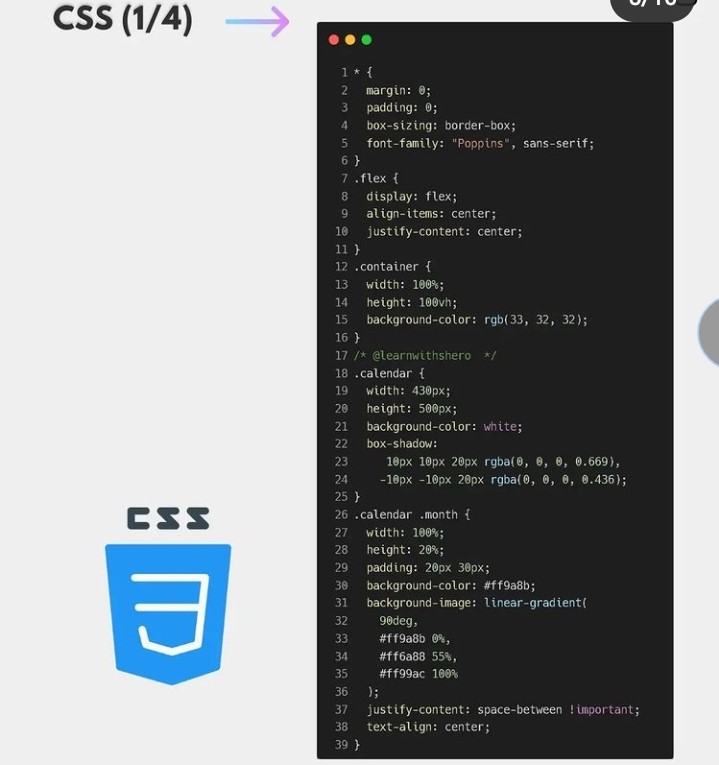 CSS (1/4)
1 * {
2 margin: 0;
3 padding: 0;
4 box-sizing: border-box;
5 font-family: "Poppins", sans-serif;
6 }
7 .flex {
8 display: flex;
9 align-items: center;
10 justify-content: center;
11 }
12 .container {
13 width: 100%;
14 height: 100vh;
15 background-color: rgb(33, 32, 32);
16 }
17 /* @learnwithshero  */
18 .calendar {
19 width: 430px;
20 height: 500px;
21 background-color: white;
22 box-shadow:
23 10px 10px 20px rgba(0, 0, 0, 0.669),
24 -10px -10px 20px rgba(0, 0, 0, 0.436);
25 }
26 .calendar .month {
27 width: 100%;
28 height: 20%;
29 padding: 20px 30px;
30 background-color: #ff9a8b;
31 background-image: linear-gradient(
32 90deg,
33 #ff9a8b 0%,
34 #ff6a88 55%,
35 #ff99ac 100%
36 );
37 justify-content: space-between !important;
38 text-align: center;
39 }
CSS